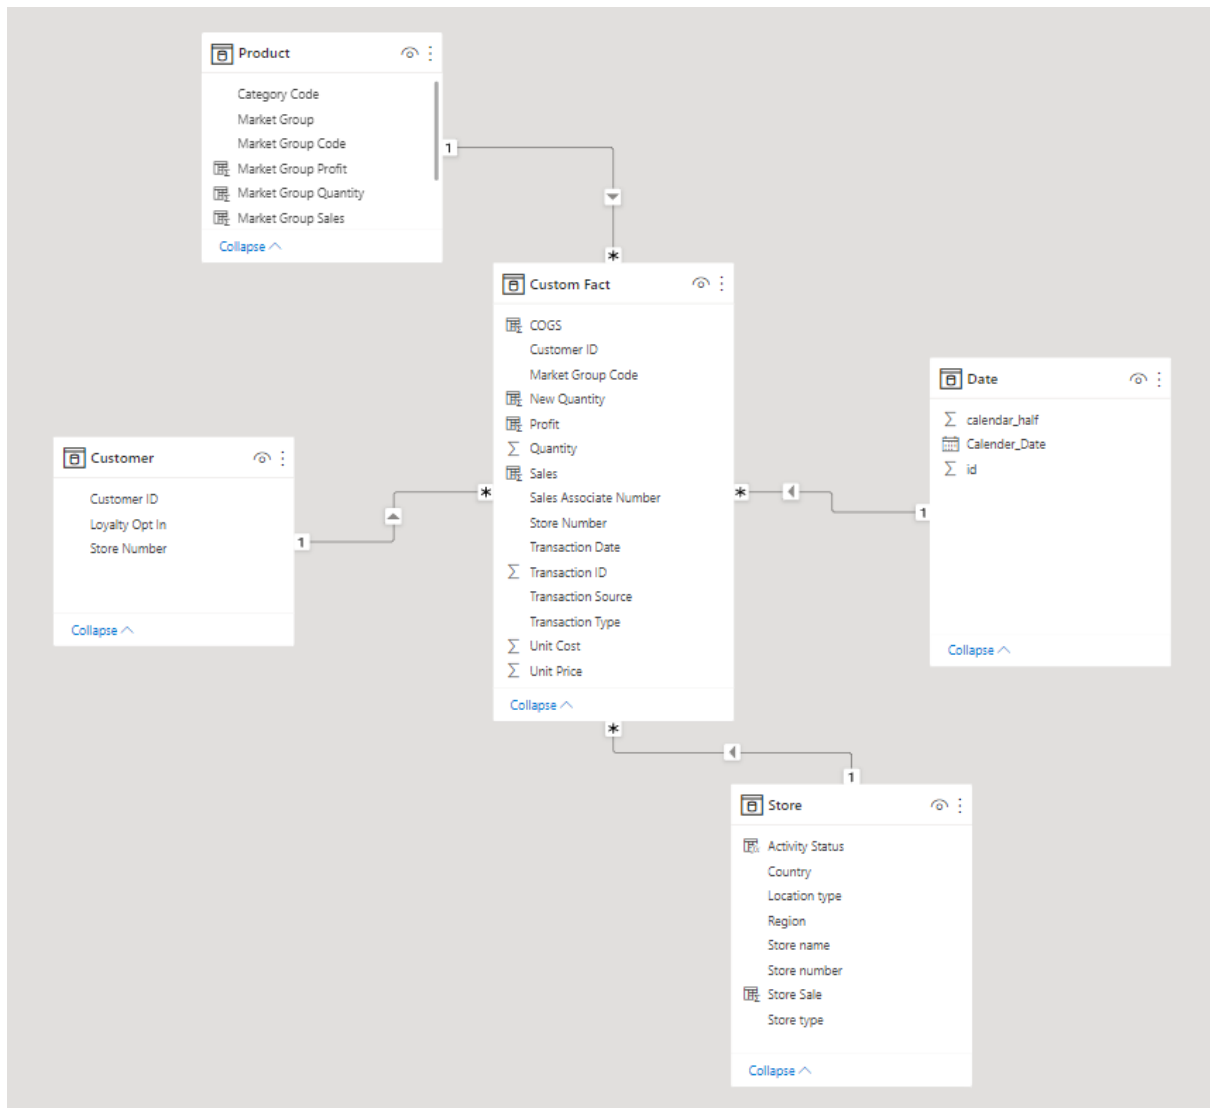 Product
Category Code
Market Group
Market Group Code
Market Group Profit
Market Group Quantity
Market Group Sales
Collapse
1
*
Custom Fact
COGS
Customer ID
Market Group Code
New Quantity
Profit
Quantity
Sales
Sales Associate Number
Store Number
Transaction Date
Transaction ID
Transaction Source
Transaction Type
Unit Cost
Unit Price
Collapse
Date
calendar_half
Calender_Date
id
Collapse
*
1
Customer
Customer ID
Loyalty Opt In
Store Number
Collapse
*
1
*
1
Store
Activity Status
Country
Location type
Region
Store name
Store number
Store Sale
Store type
Collapse